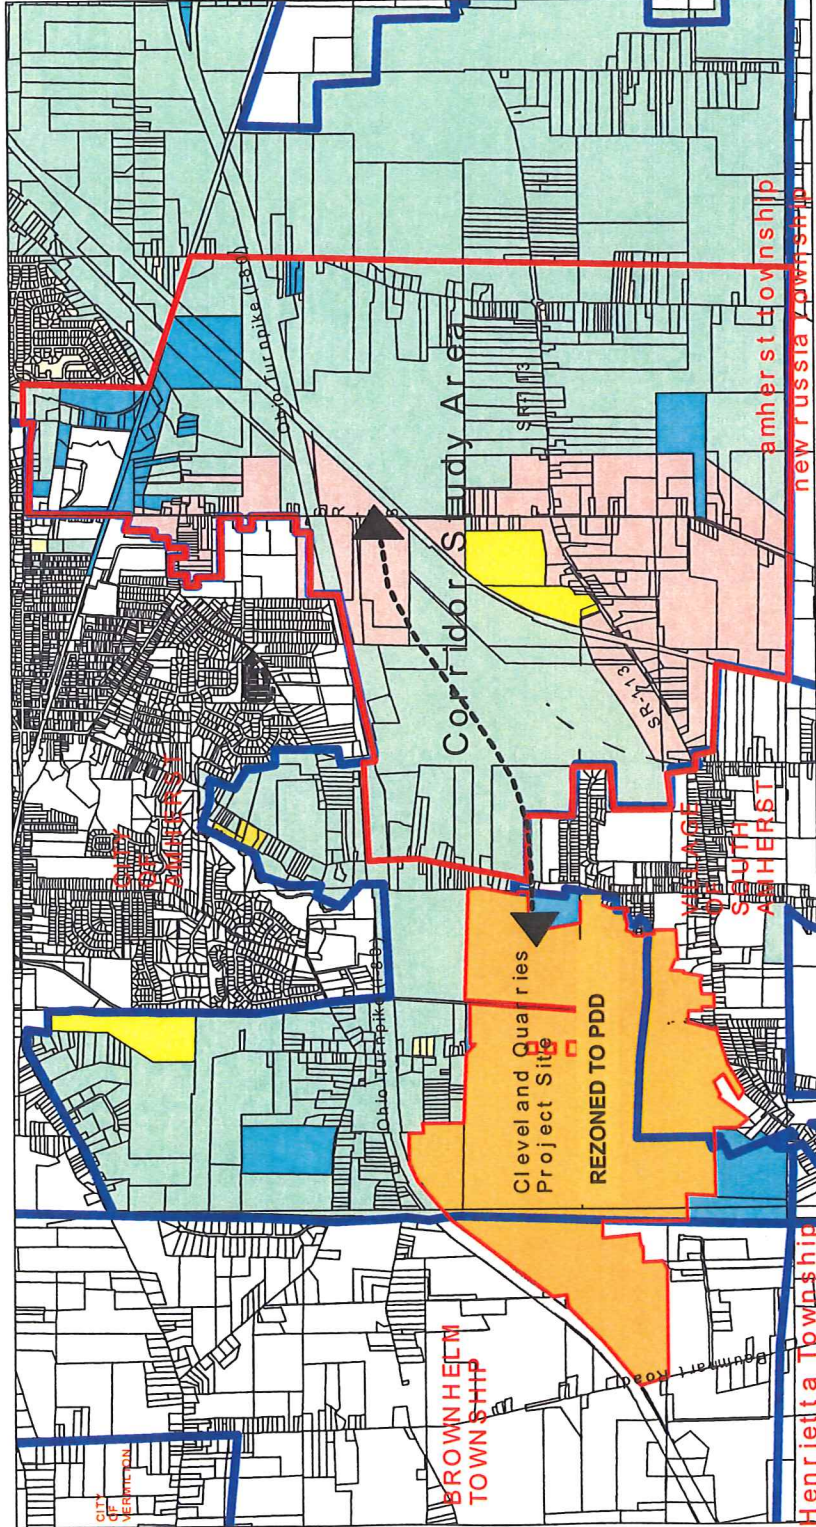 CITY
OF
VERMILION
BROWNHELM
TOWNSHIP
Henrietta Township
Baumhart Road
Cleveland Quarries
Project Site
REZONED TO PDD
Ohio Turnpike
CITY
OF
AMHERST
VILLAGE
OF
SOUTH
AMHERST
SR-113
Corridor Study Area
SR-113
Ohio Turnpike (I-80)
amherst township
new russia township